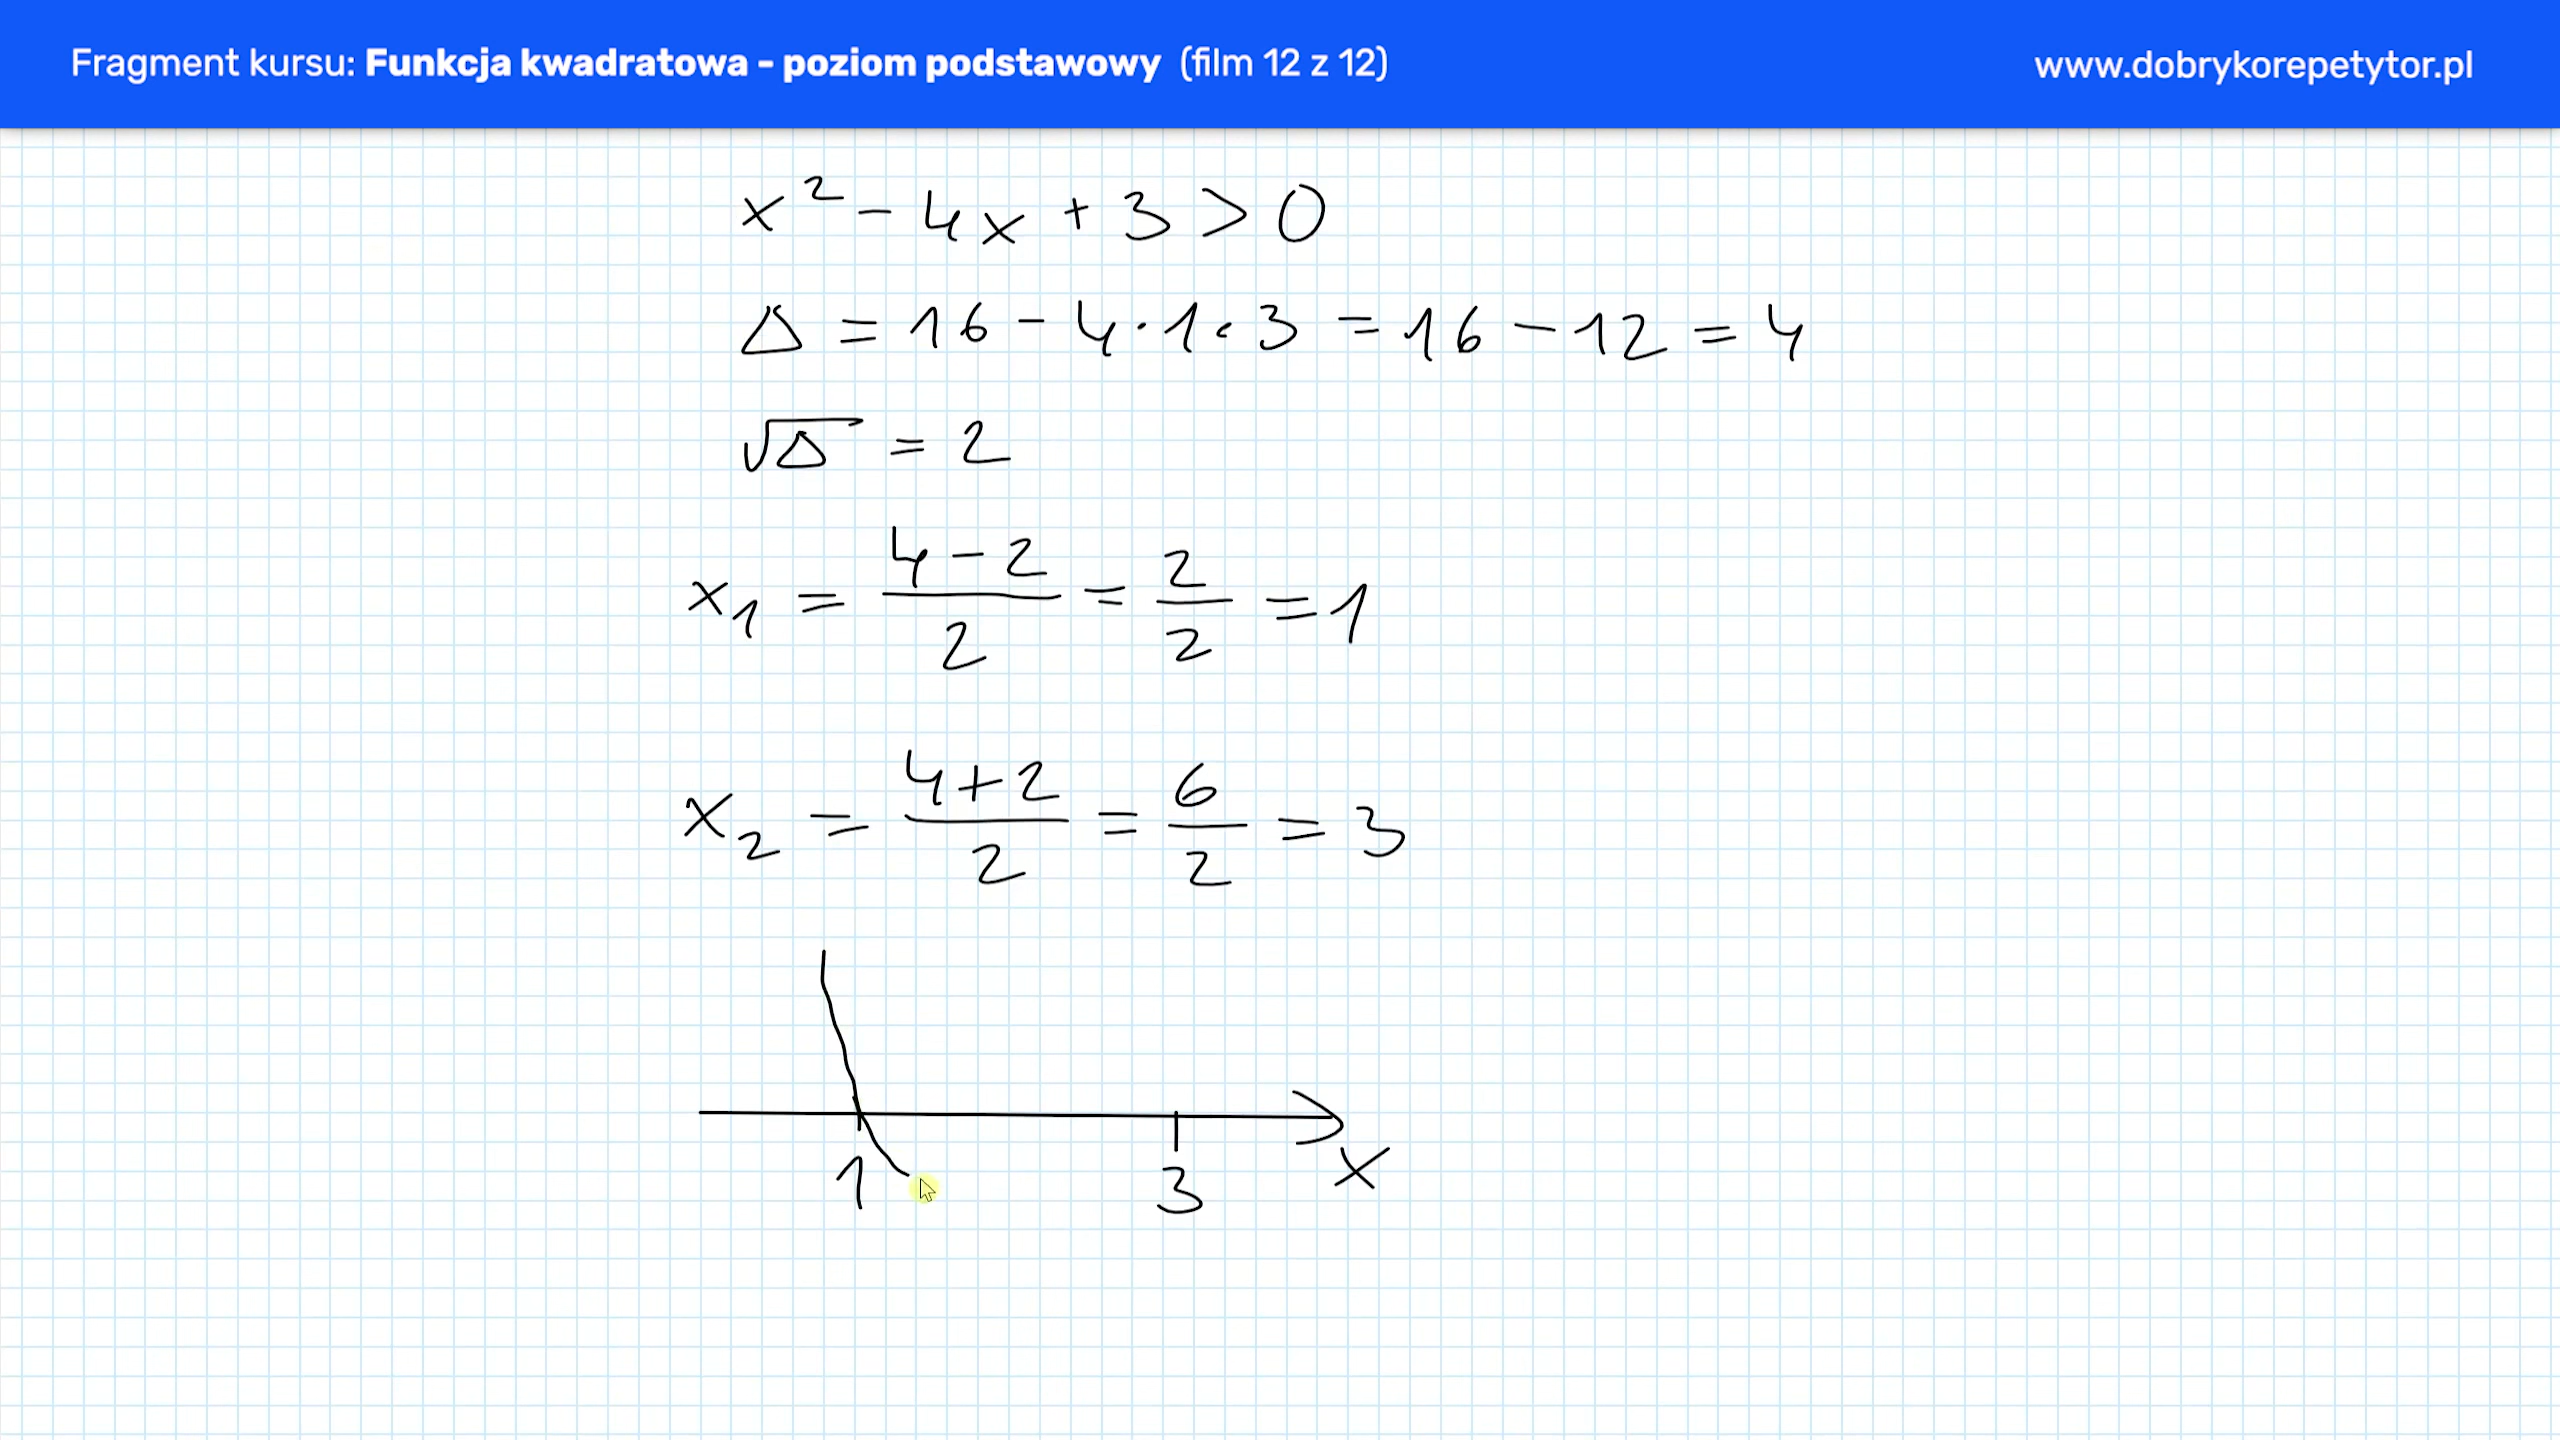 Fragment kursu: Funkcja kwadratowa - poziom podstawowy (film 12 z 12)
www.dobrykorepetytor.pl
x² - 4x + 3 > 0
Δ = 16 - 4·1·3 = 16 - 12 = 4
√Δ = 2
x₁ = (4 - 2)/2 = 2/2 = 1
x₂ = (4 + 2)/2 = 6/2 = 3
1 3 x